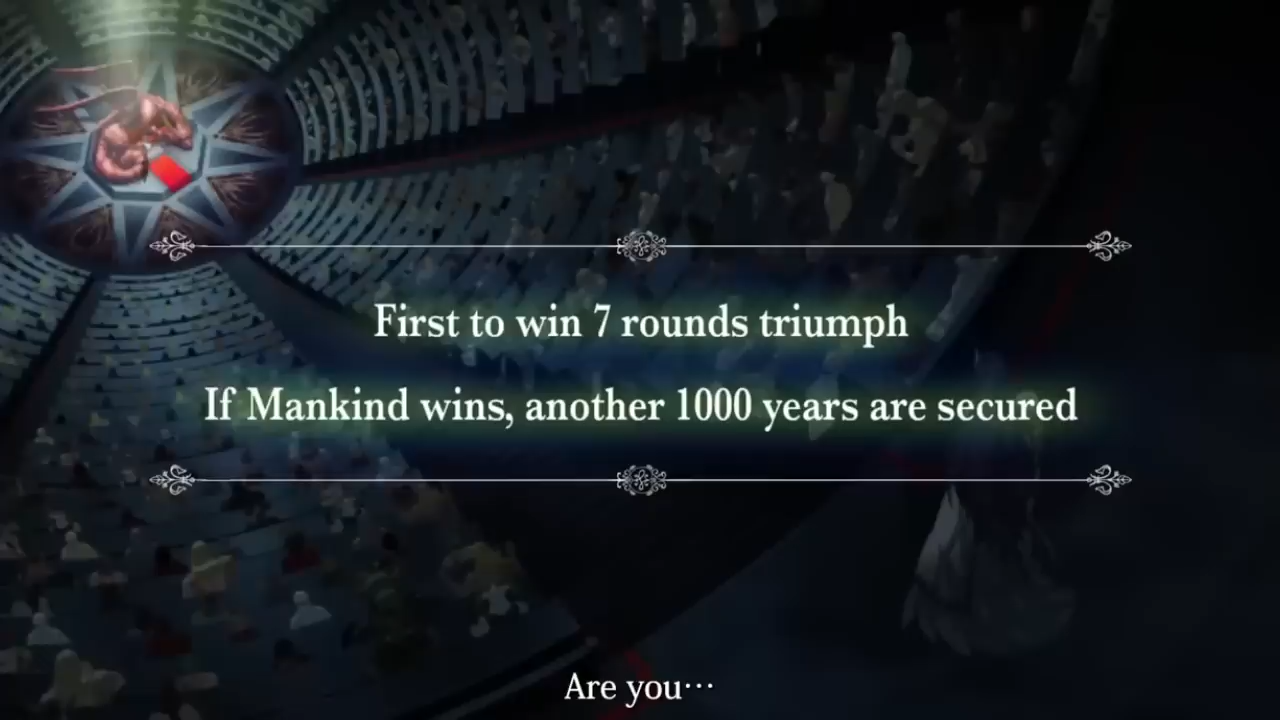 First to win 7 rounds triumph
If Mankind wins, another 1000 years are secured
Are you…